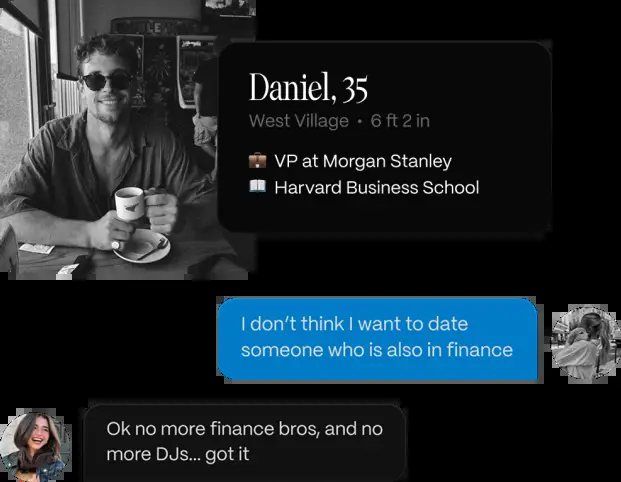 Daniel, 35
West Village • 6 ft 2 in
VP at Morgan Stanley
Harvard Business School
I don’t think I want to date
someone who is also in finance
Ok no more finance bros, and no
more DJs... got it